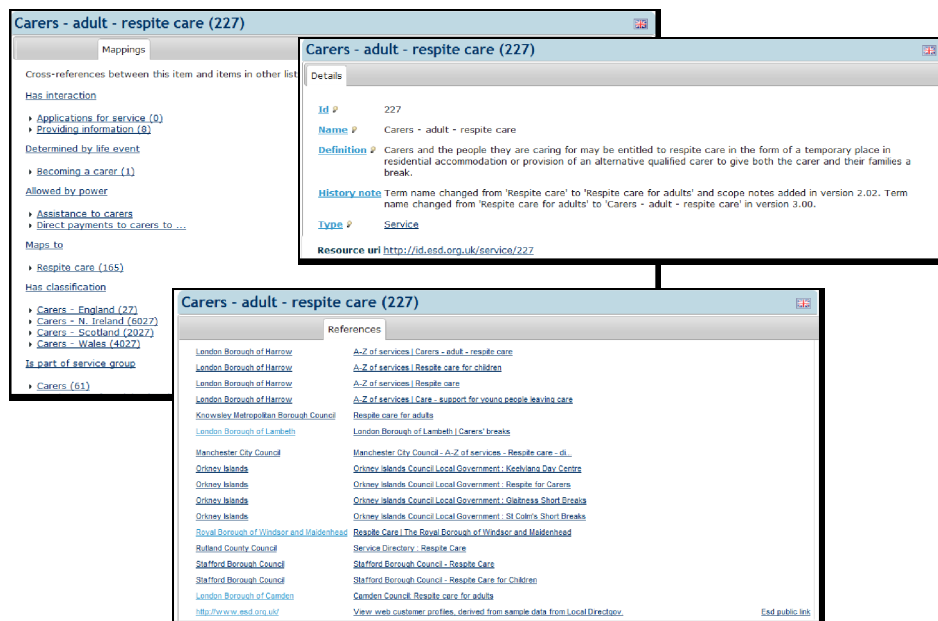 Carers - adult - respite care (227)
Mappings
Cross-references between this item and items in other list
Has interaction
Applications for service (0)
Providing information (8)
Determined by life event
Becoming a carer (1)
Allowed by power
Assistance to carers
Direct payments to carers to ...
Maps to
Respite care (165)
Has classification
Carers - England (27)
Carers - N. Ireland (6027)
Carers - Scotland (2027)
Carers - Wales (4027)
Is part of service group
Carers (61)
Carers - adult - respite care (227)
Details
Id 227
Name Carers - adult - respite care
Definition Carers and the people they are caring for may be entitled to respite care in the form of a temporary place in
residential accommodation or provision of an alternative qualified carer to give both the carer and their families a
break.
History note Term name changed from 'Respite care' to 'Respite care for adults' and scope notes added in version 2.02. Term
name changed from 'Respite care for adults' to 'Carers - adult - respite care' in version 3.00.
Type Service
Resource uri http://id.esd.org.uk/service/227
Carers - adult - respite care (227)
References
London Borough of Harrow A-Z of services | Carers - adult - respite care
London Borough of Harrow A-Z of services | Respite care for children
London Borough of Harrow A-Z of services | Respite care
London Borough of Harrow A-Z of services | Care - support for young people leaving care
Knowsley Metropolitan Borough Council Respite care for adults
London Borough of Lambeth London Borough of Lambeth | Carers' breaks
Manchester City Council Manchester City Council - A-Z of services - Respite care - di...
Orkney Islands Orkney Islands Council Local Government : Keelylang Day Centre
Orkney Islands Orkney Islands Council Local Government : Respite for Carers
Orkney Islands Orkney Islands Council Local Government : Glaitness Short Breaks
Orkney Islands Orkney Islands Council Local Government : St Colm's Short Breaks
Royal Borough of Windsor and Maidenhead Respite Care | The Royal Borough of Windsor and Maidenhead
Rutland County Council Service Directory : Respite Care
Stafford Borough Council Stafford Borough Council - Respite Care
Stafford Borough Council Stafford Borough Council - Respite Care for Children
London Borough of Camden Camden Council: Respite care for adults
http://www.esd.org.uk/ View web customer profiles, derived from sample data from Local Directgov. Esd public link